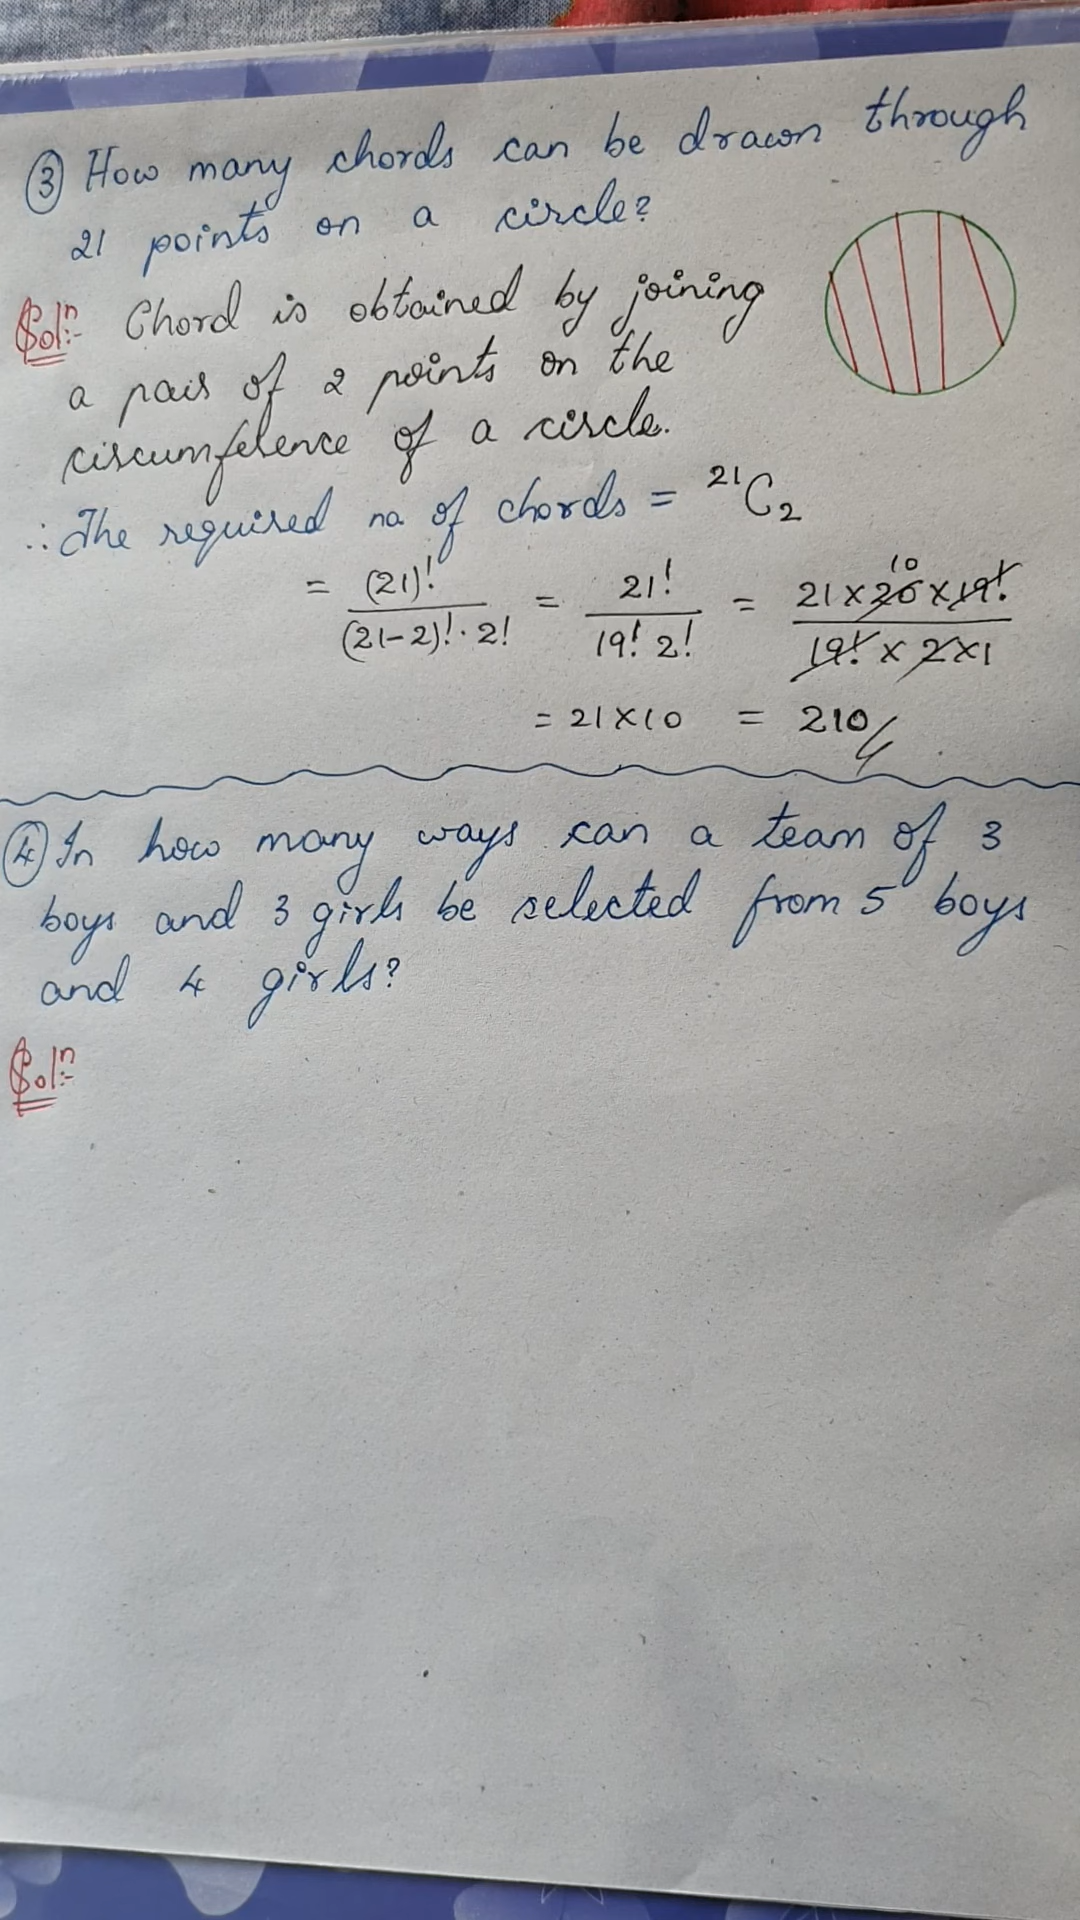 ③ How many chords can be drawn through
21 points on a circle?
Solⁿ:- Chord is obtained by joining
a pair of 2 points on the
circumference of a circle.
∴ The required no. of chords = ²¹C₂
= (21)! / (21-2)! · 2! = 21! / 19! 2! = 21 × 20 × 19! / 19! × 2 × 1
10
= 21 × 10 = 210//
④ In how many ways can a team of 3
boys and 3 girls be selected from 5 boys
and 4 girls?
Solⁿ:-